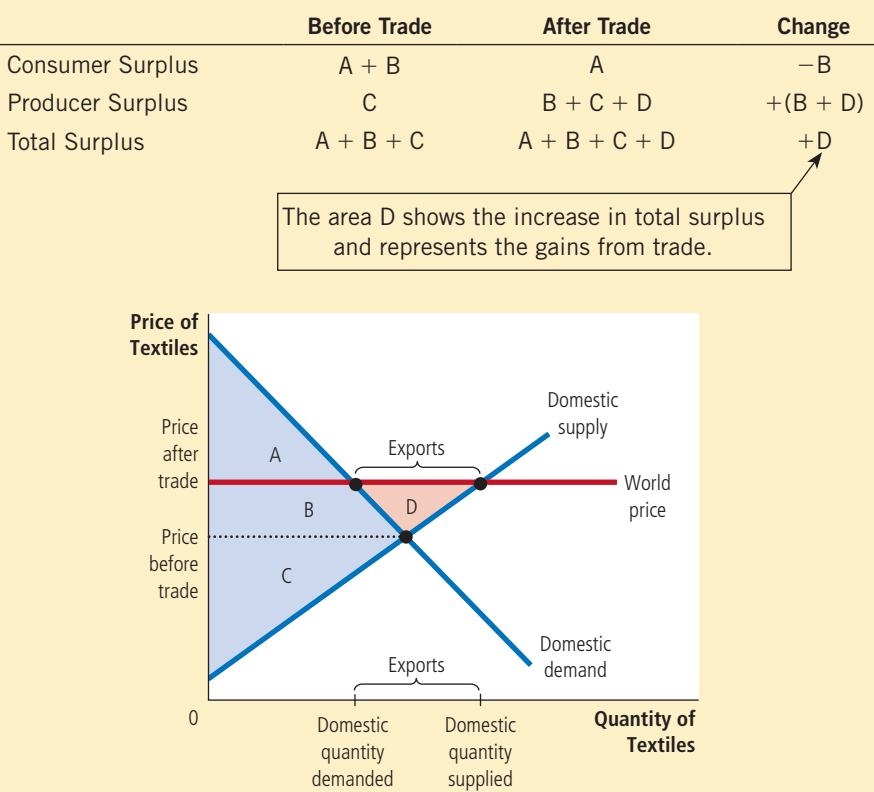 Before Trade After Trade Change
Consumer Surplus A + B A −B
Producer Surplus C B + C + D +(B + D)
Total Surplus A + B + C A + B + C + D +D
The area D shows the increase in total surplus
and represents the gains from trade.
Price of
Textiles
Price
after
trade
Price
before
trade
A
B
C
D
Exports
Domestic
supply
World
price
Domestic
demand
Exports
0
Domestic
quantity
demanded
Domestic
quantity
supplied
Quantity of
Textiles